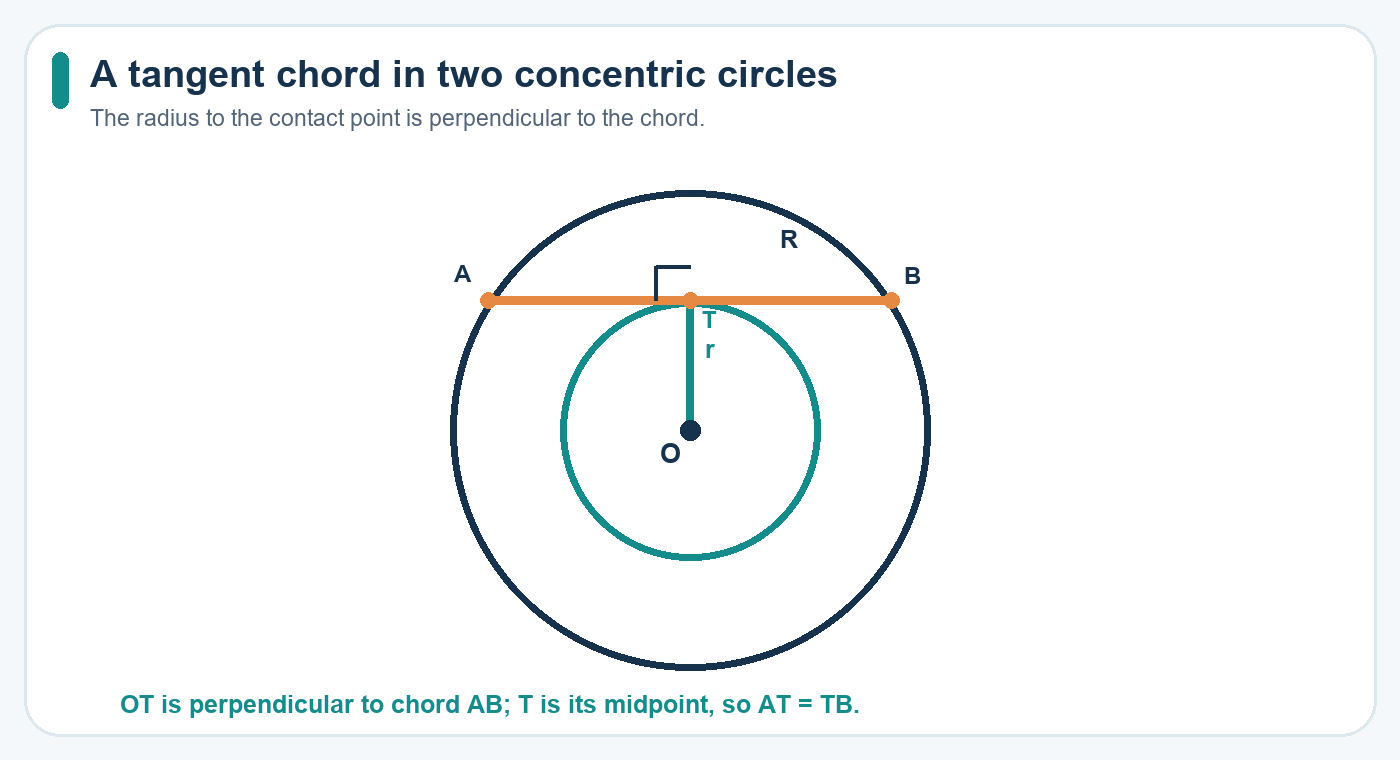 A tangent chord in two concentric circles
The radius to the contact point is perpendicular to the chord.
R
A
B
T
r
O
OT is perpendicular to chord AB; T is its midpoint, so AT = TB.